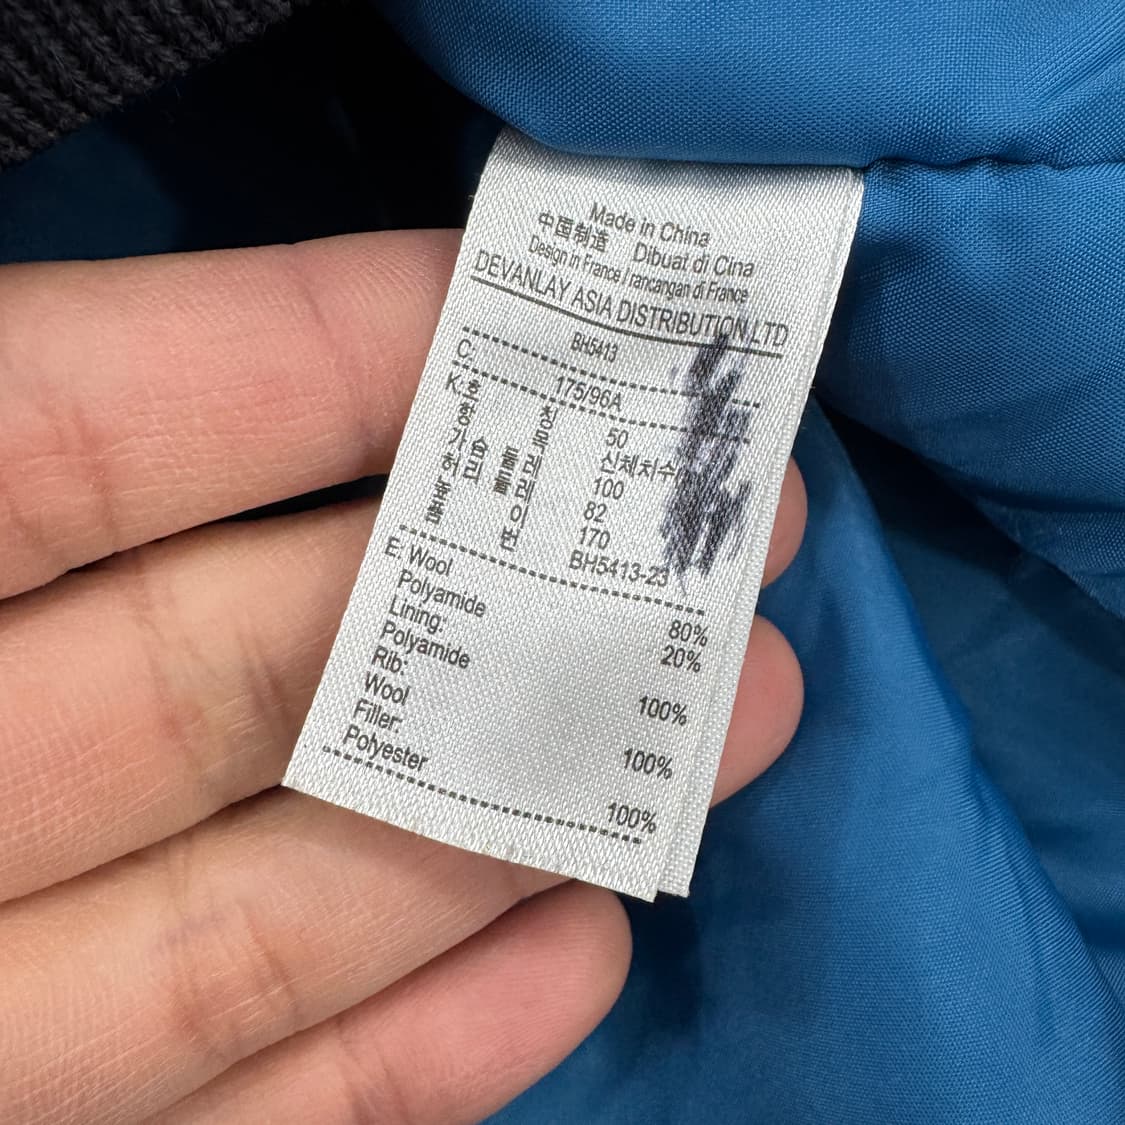 Made in China
中国制造 Dibuat di Cina
Design in France / rancangan di France
DEVANLAY ASIA DISTRIBUTION LTD
BH5413
C: 175/96A
K: 50
신체치수
100
82
170
BH5413-23
E: Wool 80%
Polyamide 20%
Lining:
Polyamide 100%
Rib:
Wool 100%
Filler:
Polyester 100%